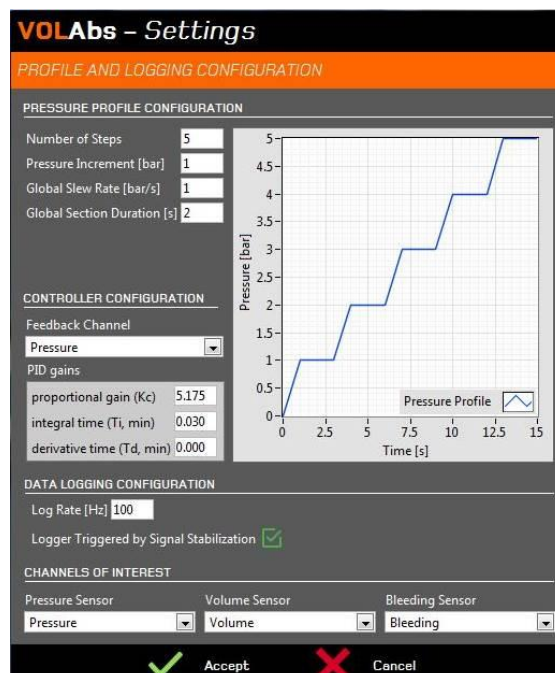 VOLAbs – Settings
PROFILE AND LOGGING CONFIGURATION
PRESSURE PROFILE CONFIGURATION
Number of Steps 5
Pressure Increment [bar] 1
Global Slew Rate [bar/s] 1
Global Section Duration [s] 2
Pressure [bar]
5
4.5
4
3.5
3
2.5
2
1.5
1
0.5
0
0 2.5 5 7.5 10 12.5 15
Time [s]
Pressure Profile
CONTROLLER CONFIGURATION
Feedback Channel
Pressure
PID gains
proportional gain (Kc) 5.175
integral time (Ti, min) 0.030
derivative time (Td, min) 0.000
DATA LOGGING CONFIGURATION
Log Rate [Hz] 100
Logger Triggered by Signal Stabilization
CHANNELS OF INTEREST
Pressure Sensor Volume Sensor Bleeding Sensor
Pressure Volume Bleeding
Accept Cancel